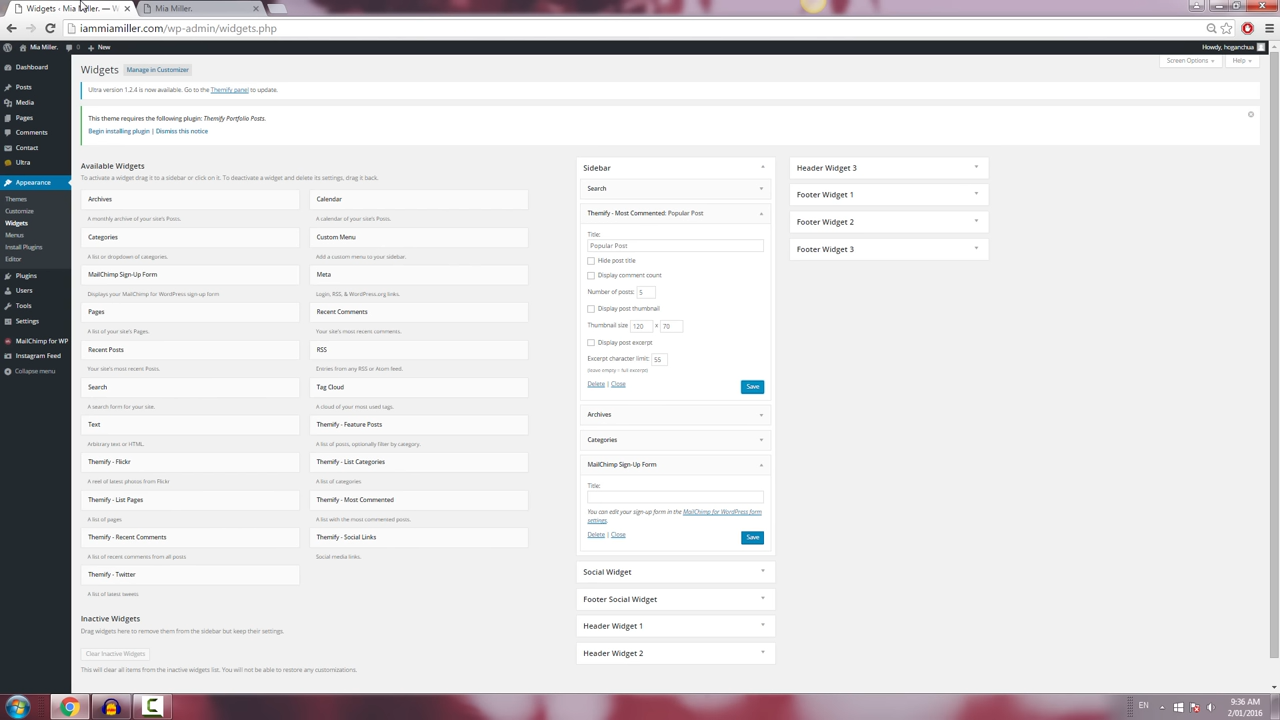 Widgets ‹ Mia Miller. — W
Mia Miller.
iammiamiller.com/wp-admin/widgets.php
Mia Miller.
0
New
Howdy, hoganchua
Dashboard
Posts
Media
Pages
Comments
Contact
Ultra
Appearance
Themes
Customize
Widgets
Menus
Install Plugins
Editor
Plugins
Users
Tools
Settings
MailChimp for WP
Instagram Feed
Collapse menu
Widgets
Manage in Customizer
Screen Options
Help
Ultra version 1.2.4 is now available. Go to the Themify panel to update.
This theme requires the following plugin: Themify Portfolio Posts.
Begin installing plugin | Dismiss this notice
Available Widgets
To activate a widget drag it to a sidebar or click on it. To deactivate a widget and delete its settings, drag it back.
Archives
A monthly archive of your site's Posts.
Calendar
A calendar of your site's Posts.
Categories
A list or dropdown of categories.
Custom Menu
Add a custom menu to your sidebar.
MailChimp Sign-Up Form
Displays your MailChimp for WordPress sign-up form
Meta
Login, RSS, & WordPress.org links.
Pages
A list of your site's Pages.
Recent Comments
Your site's most recent comments.
Recent Posts
Your site's most recent Posts.
RSS
Entries from any RSS or Atom feed.
Search
A search form for your site.
Tag Cloud
A cloud of your most used tags.
Text
Arbitrary text or HTML.
Themify - Feature Posts
A list of posts, optionally filter by category.
Themify - Flickr
A reel of latest photos from Flickr
Themify - List Categories
A list of categories
Themify - List Pages
A list of pages
Themify - Most Commented
A list with the most commented posts.
Themify - Recent Comments
A list of recent comments from all posts
Themify - Social Links
Social media links.
Themify - Twitter
A list of latest tweets
Inactive Widgets
Drag widgets here to remove them from the sidebar but keep their settings.
Clear Inactive Widgets
This will clear all items from the inactive widgets list. You will not be able to restore any customizations.
Sidebar
Search
Themify - Most Commented: Popular Post
Title:
Popular Post
Hide post title
Display comment count
Number of posts: 5
Display post thumbnail
Thumbnail size 120 x 70
Display post excerpt
Excerpt character limit: 55
(leave empty = full excerpt)
Delete | Close
Save
Archives
Categories
MailChimp Sign-Up Form
Title:
You can edit your sign-up form in the MailChimp for WordPress form
settings.
Delete | Close
Save
Social Widget
Footer Social Widget
Header Widget 1
Header Widget 2
Header Widget 3
Footer Widget 1
Footer Widget 2
Footer Widget 3
EN
9:36 AM
2/01/2016